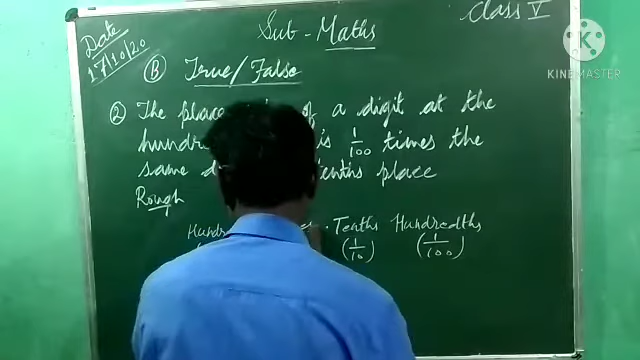 Sub - Maths
Class V
Date
17/10/20
B True/False
2 The place of a digit at the
is 1/100 times the
same tenths place
Rough
Tenths Hundredths
(1/10) (1/100)
K
KINEMASTER